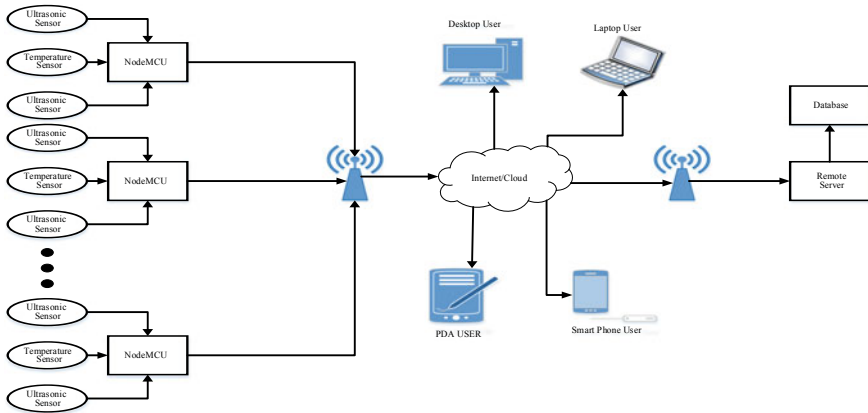 Ultrasonic
Sensor
Temperature
Sensor
NodeMCU
Ultrasonic
Sensor
Ultrasonic
Sensor
Temperature
Sensor
NodeMCU
Ultrasonic
Sensor
Ultrasonic
Sensor
Temperature
Sensor
NodeMCU
Ultrasonic
Sensor
Desktop User
Laptop User
Internet/Cloud
PDA USER
Smart Phone User
Database
Remote
Server